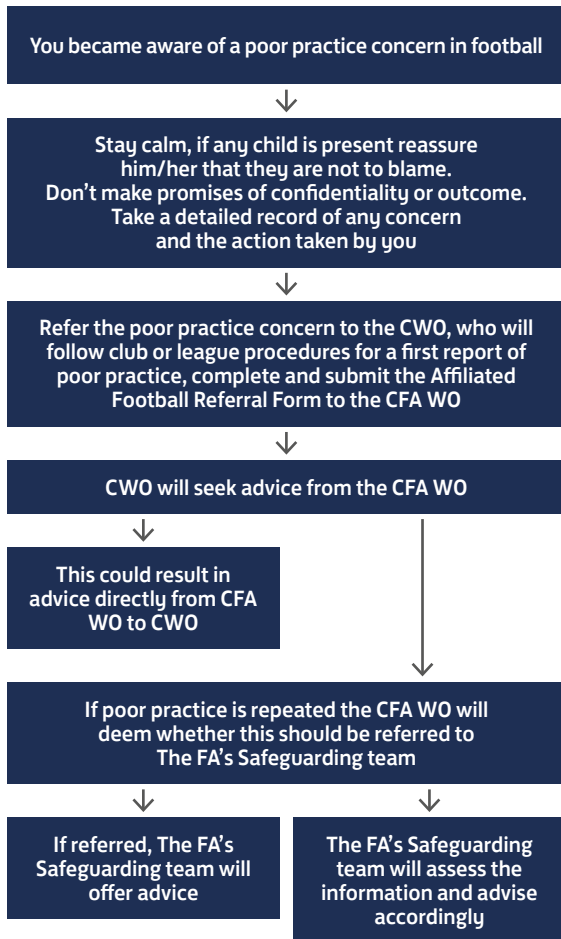 You became aware of a poor practice concern in football
Stay calm, if any child is present reassure
him/her that they are not to blame.
Don’t make promises of confidentiality or outcome.
Take a detailed record of any concern
and the action taken by you
Refer the poor practice concern to the CWO, who will
follow club or league procedures for a first report of
poor practice, complete and submit the Affiliated
Football Referral Form to the CFA WO
CWO will seek advice from the CFA WO
This could result in
advice directly from CFA
WO to CWO
If poor practice is repeated the CFA WO will
deem whether this should be referred to
The FA’s Safeguarding team
If referred, The FA’s
Safeguarding team will
offer advice
The FA’s Safeguarding
team will assess the
information and advise
accordingly